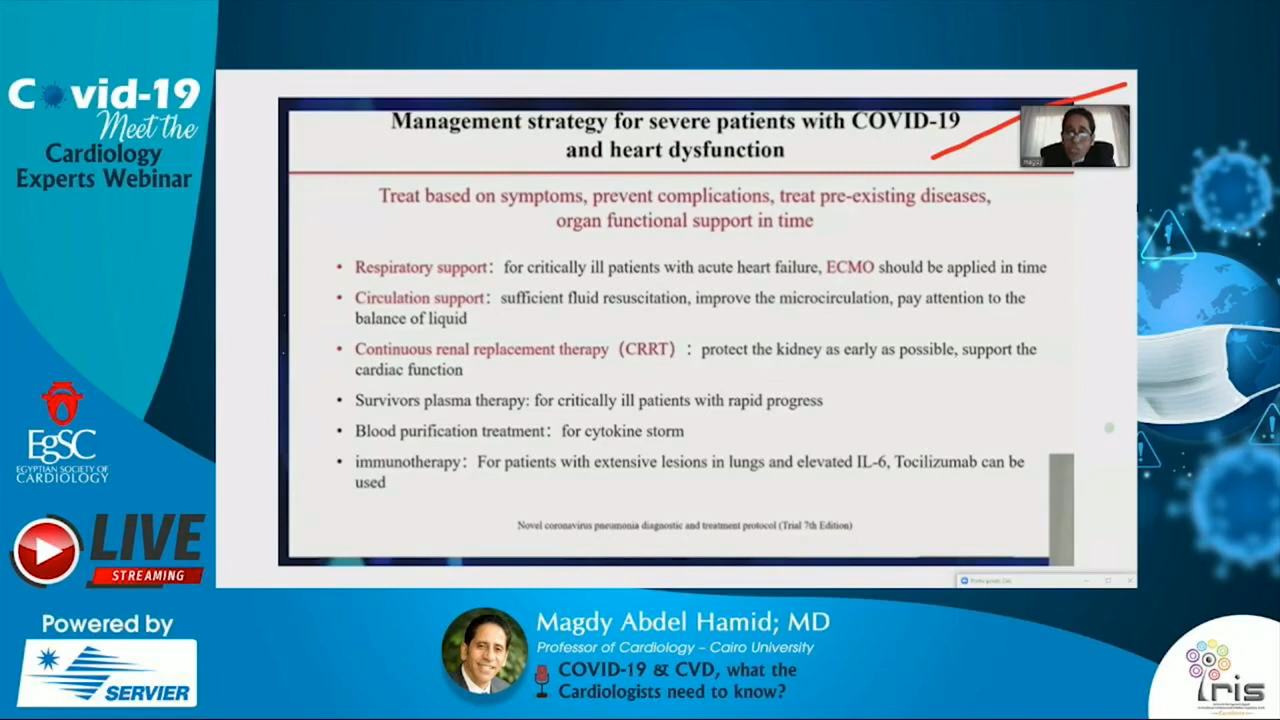 Covid-19
Meet the
Cardiology
Experts Webinar
Management strategy for severe patients with COVID-19
and heart dysfunction
magdy
Treat based on symptoms, prevent complications, treat pre-existing diseases,
organ functional support in time
• Respiratory support： for critically ill patients with acute heart failure, ECMO should be applied in time
• Circulation support： sufficient fluid resuscitation, improve the microcirculation, pay attention to the
balance of liquid
• Continuous renal replacement therapy（CRRT）： protect the kidney as early as possible, support the
cardiac function
• Survivors plasma therapy: for critically ill patients with rapid progress
• Blood purification treatment： for cytokine storm
• immunotherapy： For patients with extensive lesions in lungs and elevated IL-6, Tocilizumab can be
used
Novel coronavirus pneumonia diagnostic and treatment protocol (Trial 7th Edition)
EgSC
EGYPTIAN SOCIETY OF
CARDIOLOGY
LIVE
STREAMING
Powered by
SERVIER
Magdy Abdel Hamid; MD
Professor of Cardiology – Cairo University
COVID-19 & CVD, what the
Cardiologists need to know?
Iris